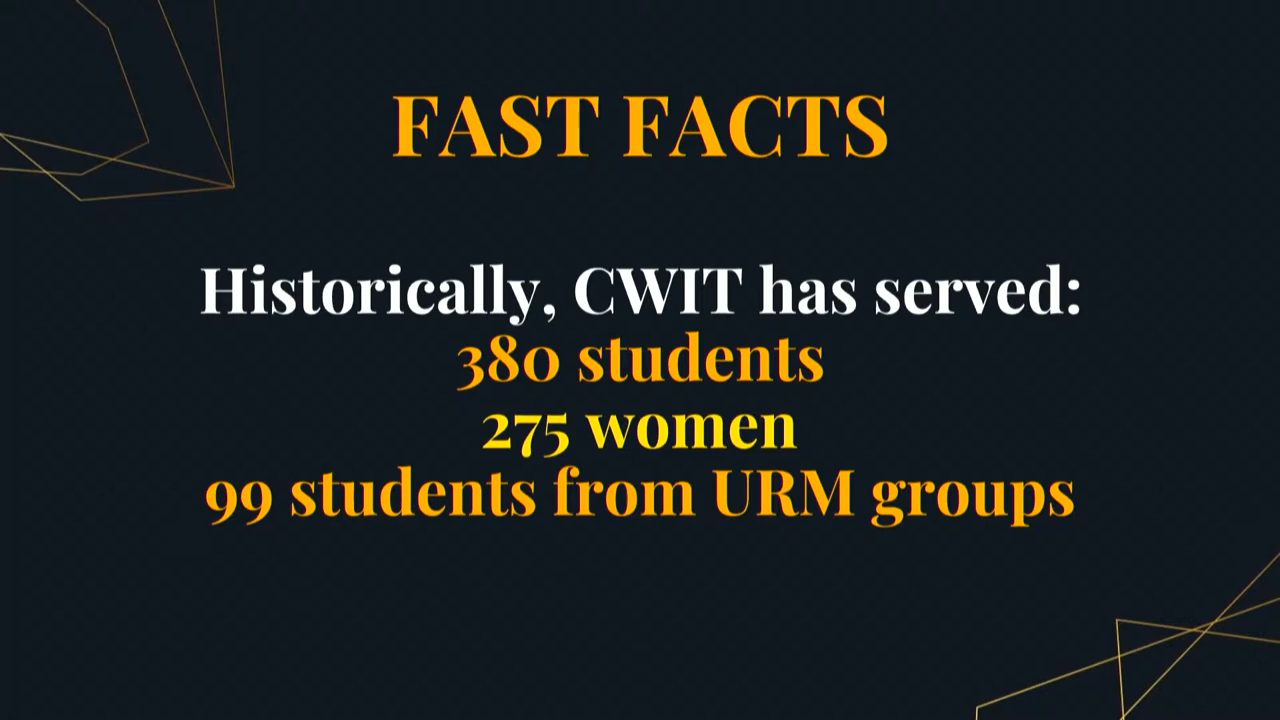 FAST FACTS
Historically, CWIT has served:
380 students
275 women
99 students from URM groups